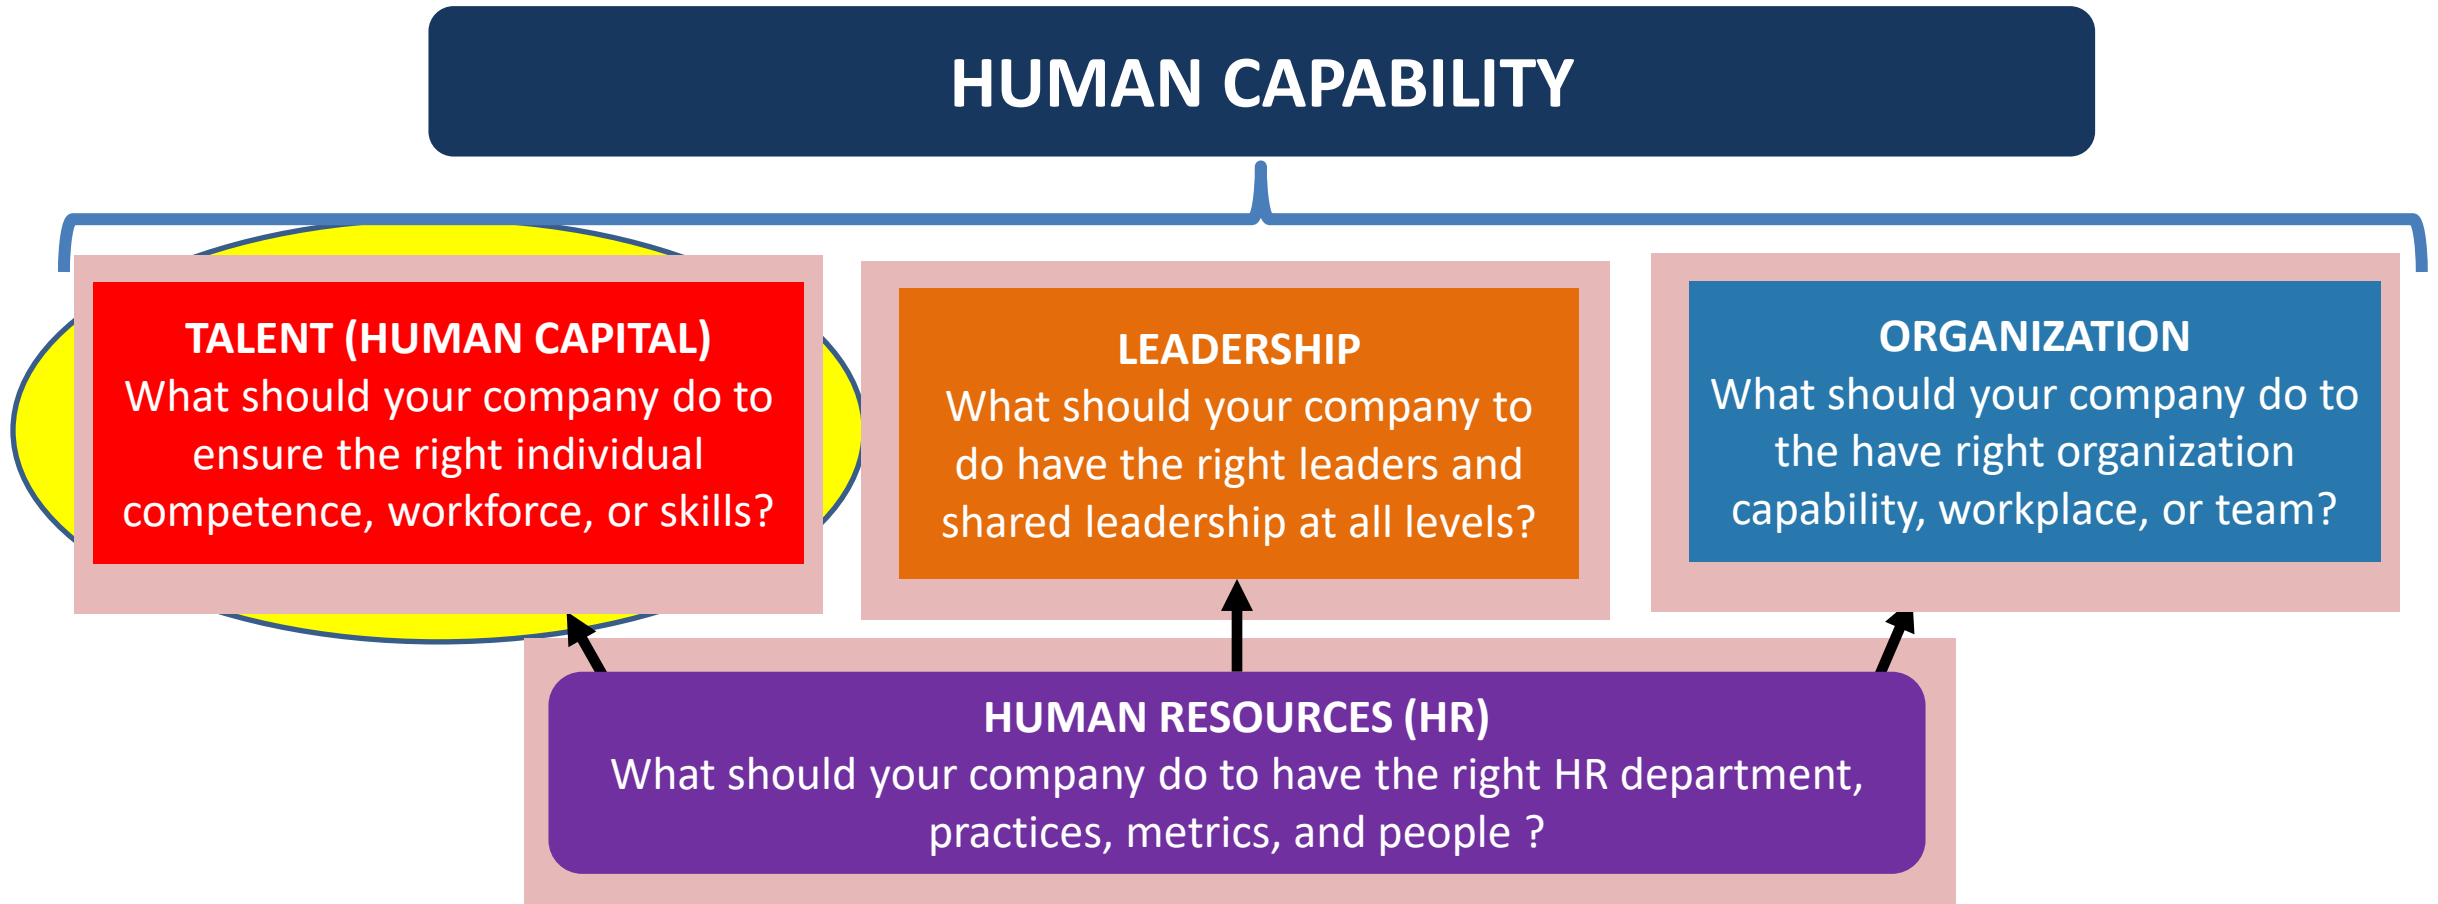 HUMAN CAPABILITY
TALENT (HUMAN CAPITAL)
What should your company do to
ensure the right individual
competence, workforce, or skills?
LEADERSHIP
What should your company to
do have the right leaders and
shared leadership at all levels?
ORGANIZATION
What should your company do to
the have right organization
capability, workplace, or team?
HUMAN RESOURCES (HR)
What should your company do to have the right HR department,
practices, metrics, and people ?